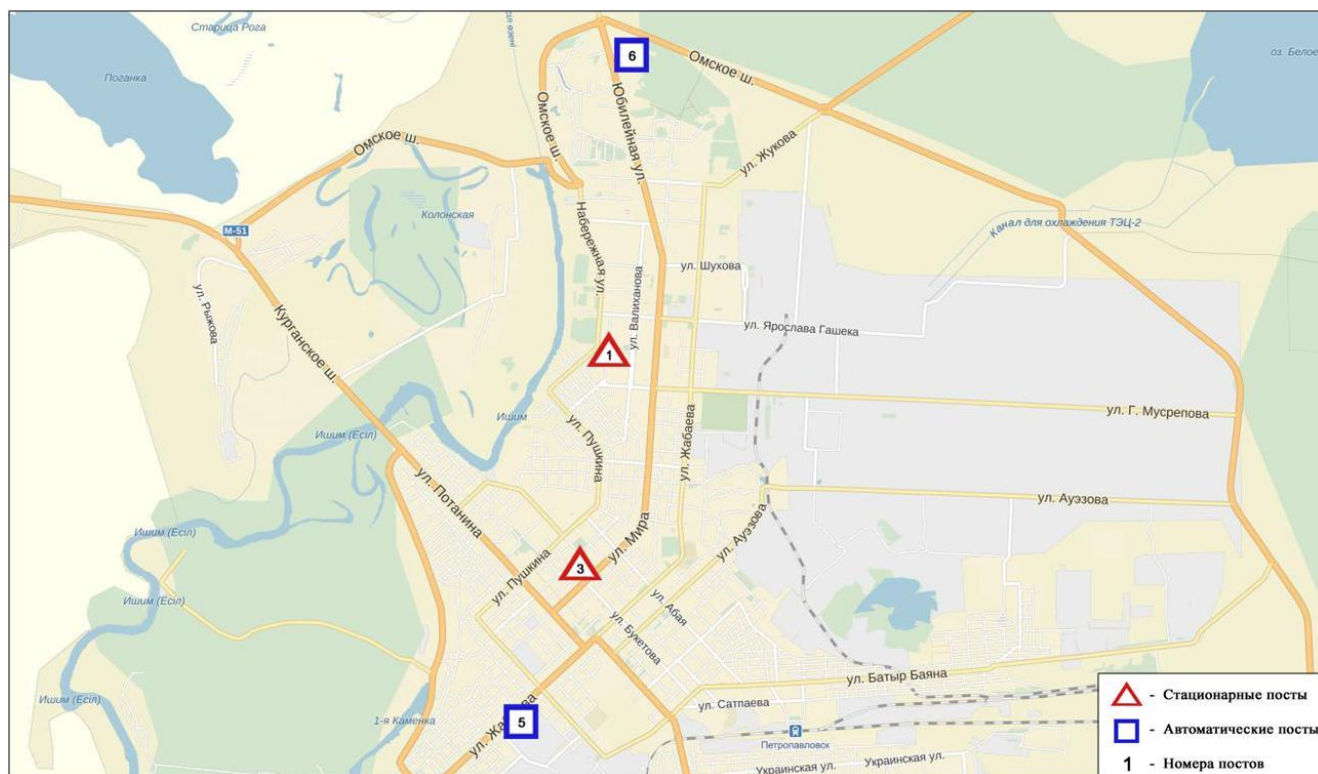 Старица Рога
Поганка
оз. Белое
6
Омское ш.
Юбилейная ул.
Омское ш.
Омское ш.
ул. Жукова
Колонская
М-51
Набережная ул.
Канал для охлаждения ТЭЦ-2
ул. Шухова
ул. Рыжова
ул. Валиханова
Курганское ш.
ул. Ярослава Гашека
1
ул. Г. Мусрепова
Ишим
ул. Пушкина
ул. Жабаева
Ишим (Есіл)
ул. Потанина
ул. Ауэзова
ул. Ауэзова
ул. Мира
Ишим (Есіл)
3
ул. Пушкина
Ишим (Есіл)
ул. Абая
ул. Букетова
ул. Батыр Баяна
Ишим (Есіл)
ул. Сатпаева
1-я Каменка
5
Петропавловск
Украинская ул.
Украинская ул.
- Стационарные посты
- Автоматические посты
1 - Номера постов